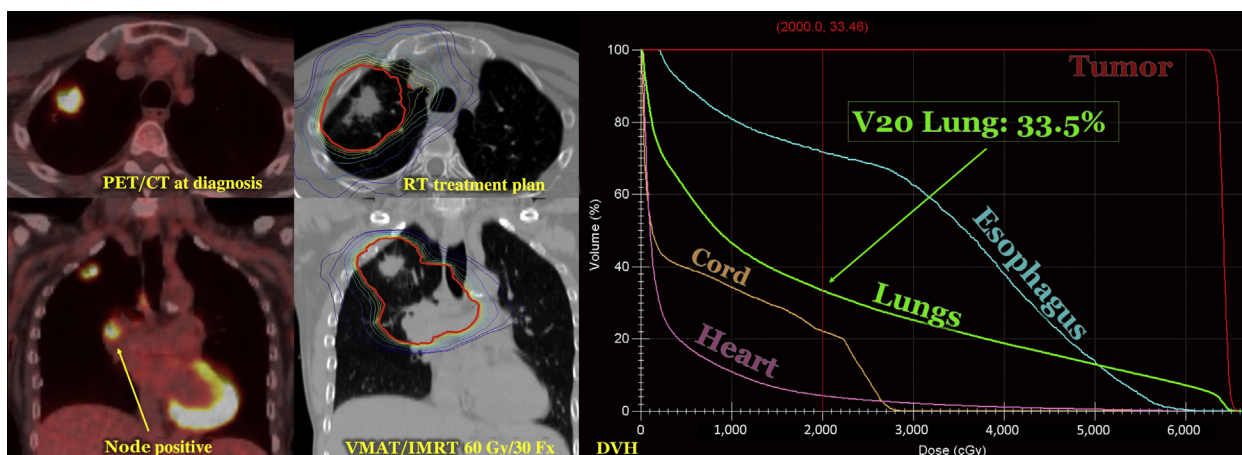 PET/CT at diagnosis
Node positive
RT treatment plan
VMAT/IMRT 60 Gy/30 Fx
DVH
(2000.0, 33.46)
Tumor
V20 Lung: 33.5%
Esophagus
Cord
Lungs
Heart
Volume (%)
100
80
60
40
20
0
0
1,000
2,000
3,000
4,000
5,000
6,000
Dose (cGy)